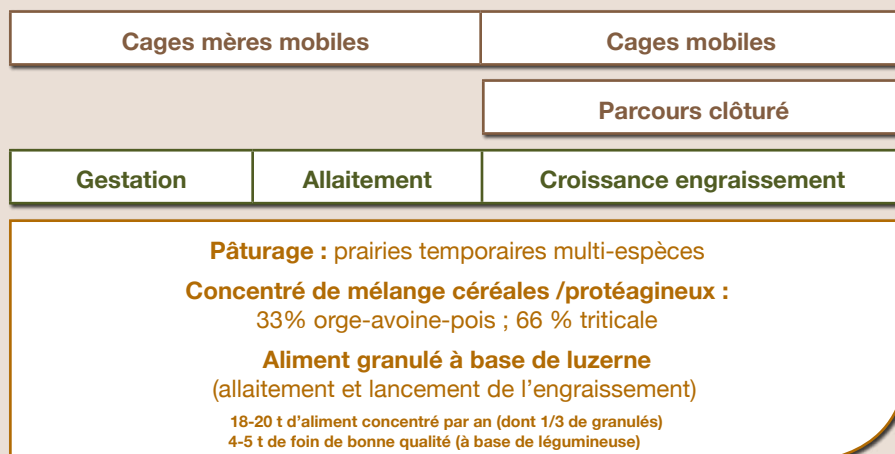 Cages mères mobiles Cages mobiles
Parcours clôturé
Gestation Allaitement Croissance engraissement
Pâturage : prairies temporaires multi-espèces
Concentré de mélange céréales /protéagineux :
33% orge-avoine-pois ; 66 % triticale
Aliment granulé à base de luzerne
(allaitement et lancement de l'engraissement)
18-20 t d'aliment concentré par an (dont 1/3 de granulés)
4-5 t de foin de bonne qualité (à base de légumineuse)